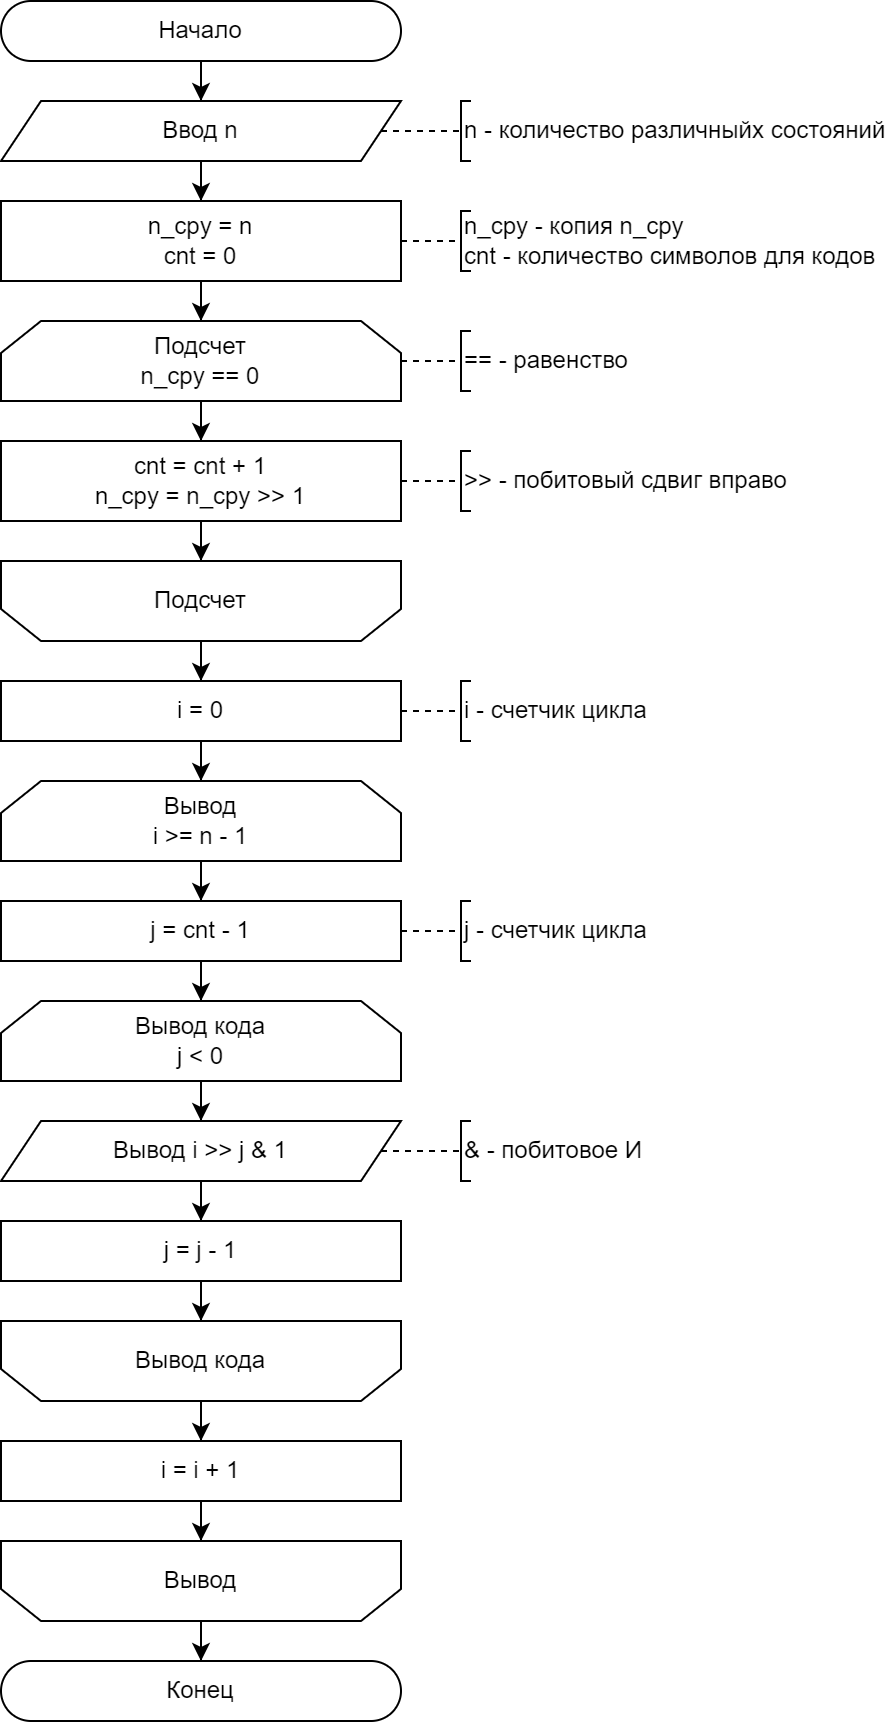 Начало
Ввод n
n - количество различныйх состояний
n_cpy = n
cnt = 0
n_cpy - копия n_cpy
cnt - количество символов для кодов
Подсчет
n_cpy == 0
== - равенство
cnt = cnt + 1
n_cpy = n_cpy >> 1
>> - побитовый сдвиг вправо
Подсчет
i = 0
i - счетчик цикла
Вывод
i >= n - 1
j = cnt - 1
j - счетчик цикла
Вывод кода
j < 0
Вывод i >> j & 1
& - побитовое И
j = j - 1
Вывод кода
i = i + 1
Вывод
Конец